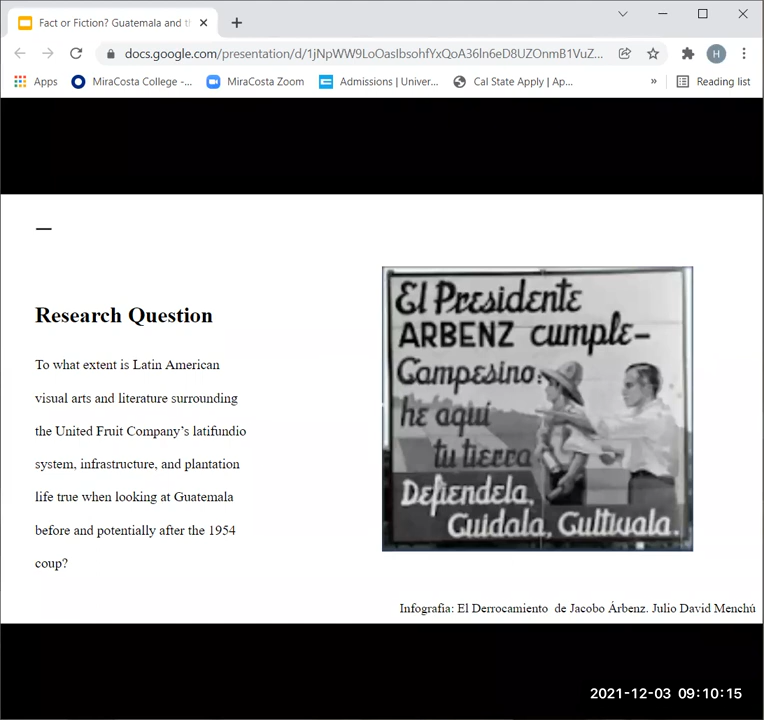 Fact or Fiction? Guatemala and th
docs.google.com/presentation/d/1jNpWW9LoOasIbsohfYxQoA36ln6eD8UZOnmB1VuZ...
H
Apps
MiraCosta College -...
MiraCosta Zoom
Admissions | Univer...
Cal State Apply | Ap...
»
Reading list
Research Question
To what extent is Latin American
visual arts and literature surrounding
the United Fruit Company's latifundio
system, infrastructure, and plantation
life true when looking at Guatemala
before and potentially after the 1954
coup?
El Presidente
ARBENZ cumple-
Campesino:
he aquí
tu tierra
Defiendela,
Cuidala, Cultivala.
Infografia: El Derrocamiento de Jacobo Árbenz. Julio David Menchú
2021-12-03 09:10:15